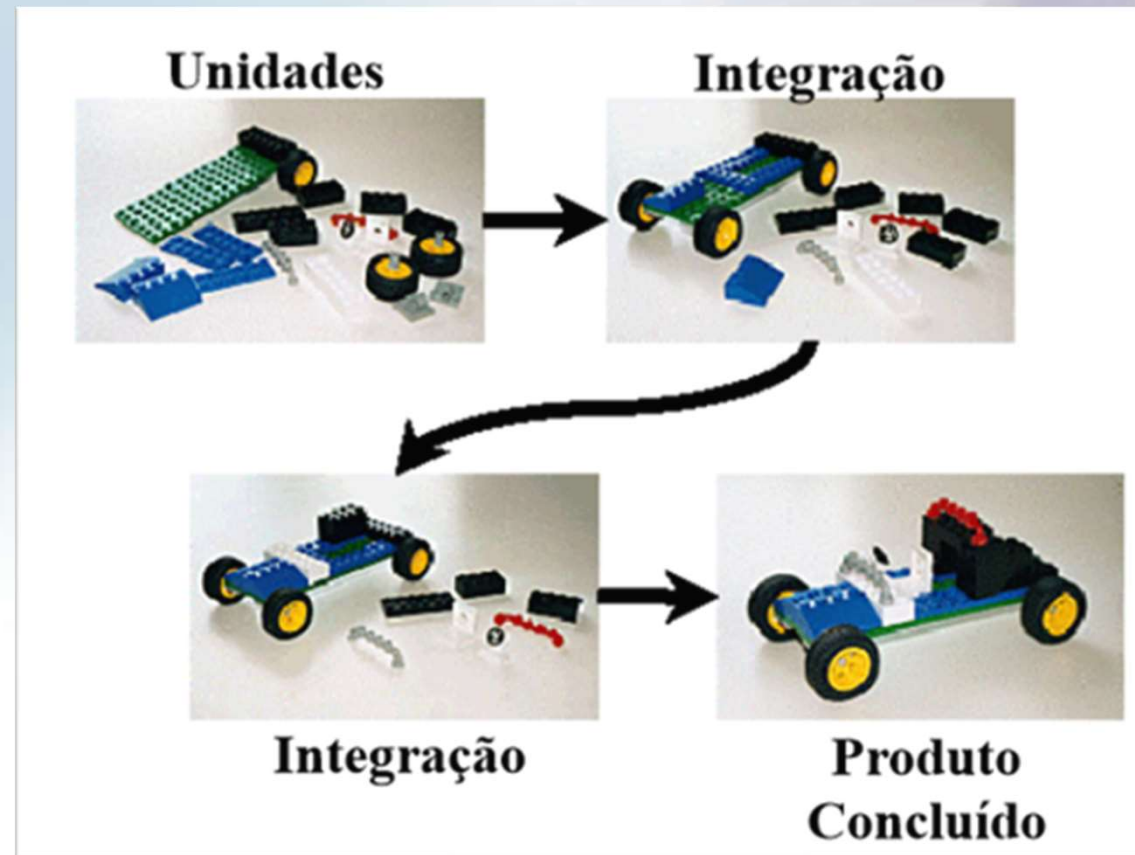 Unidades
Integração
Integração
Produto
Concluído